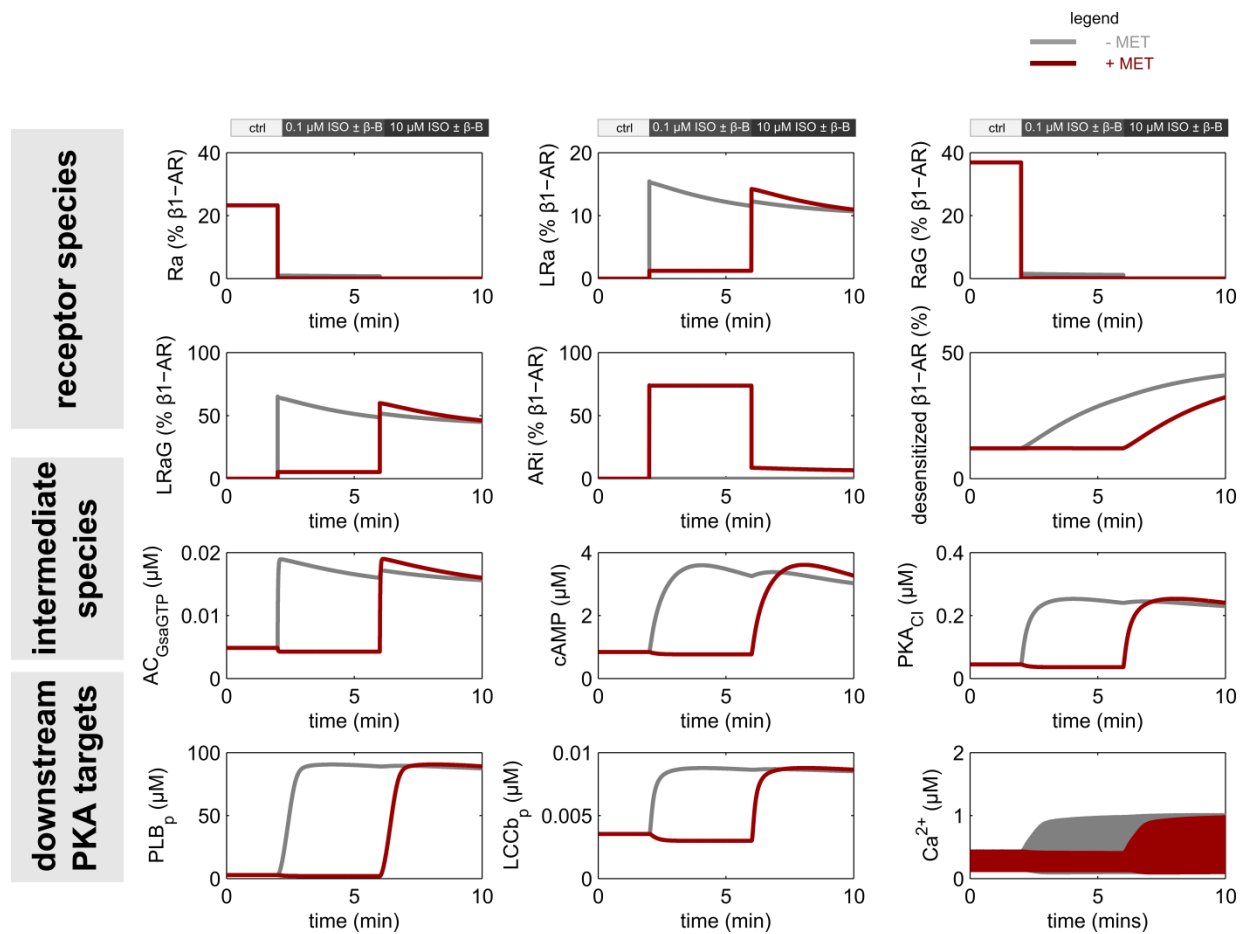 legend
- MET
+ MET
ctrl 0.1 µM ISO ± β-B 10 µM ISO ± β-B
ctrl 0.1 µM ISO ± β-B 10 µM ISO ± β-B
ctrl 0.1 µM ISO ± β-B 10 µM ISO ± β-B
receptor species
Ra (% β1−AR)
40
20
0
0 5 10
time (min)
LRa (% β1−AR)
20
10
0
0 5 10
time (min)
RaG (% β1−AR)
40
20
0
0 5 10
time (min)
LRaG (% β1−AR)
100
50
0
0 5 10
time (min)
ARi (% β1−AR)
100
50
0
0 5 10
time (min)
desensitized β1−AR (%)
50
0
0 5 10
time (min)
intermediate
species
AC_GsaGTP (µM)
0.02
0.01
0
0 5 10
time (min)
cAMP (µM)
4
2
0
0 5 10
time (min)
PKA_CI (µM)
0.4
0.2
0
0 5 10
time (min)
downstream
PKA targets
PLB_p (µM)
100
50
0
0 5 10
time (min)
LCCb_p (µM)
0.01
0.005
0
0 5 10
time (min)
Ca²⁺ (µM)
2
1
0
0 5 10
time (mins)